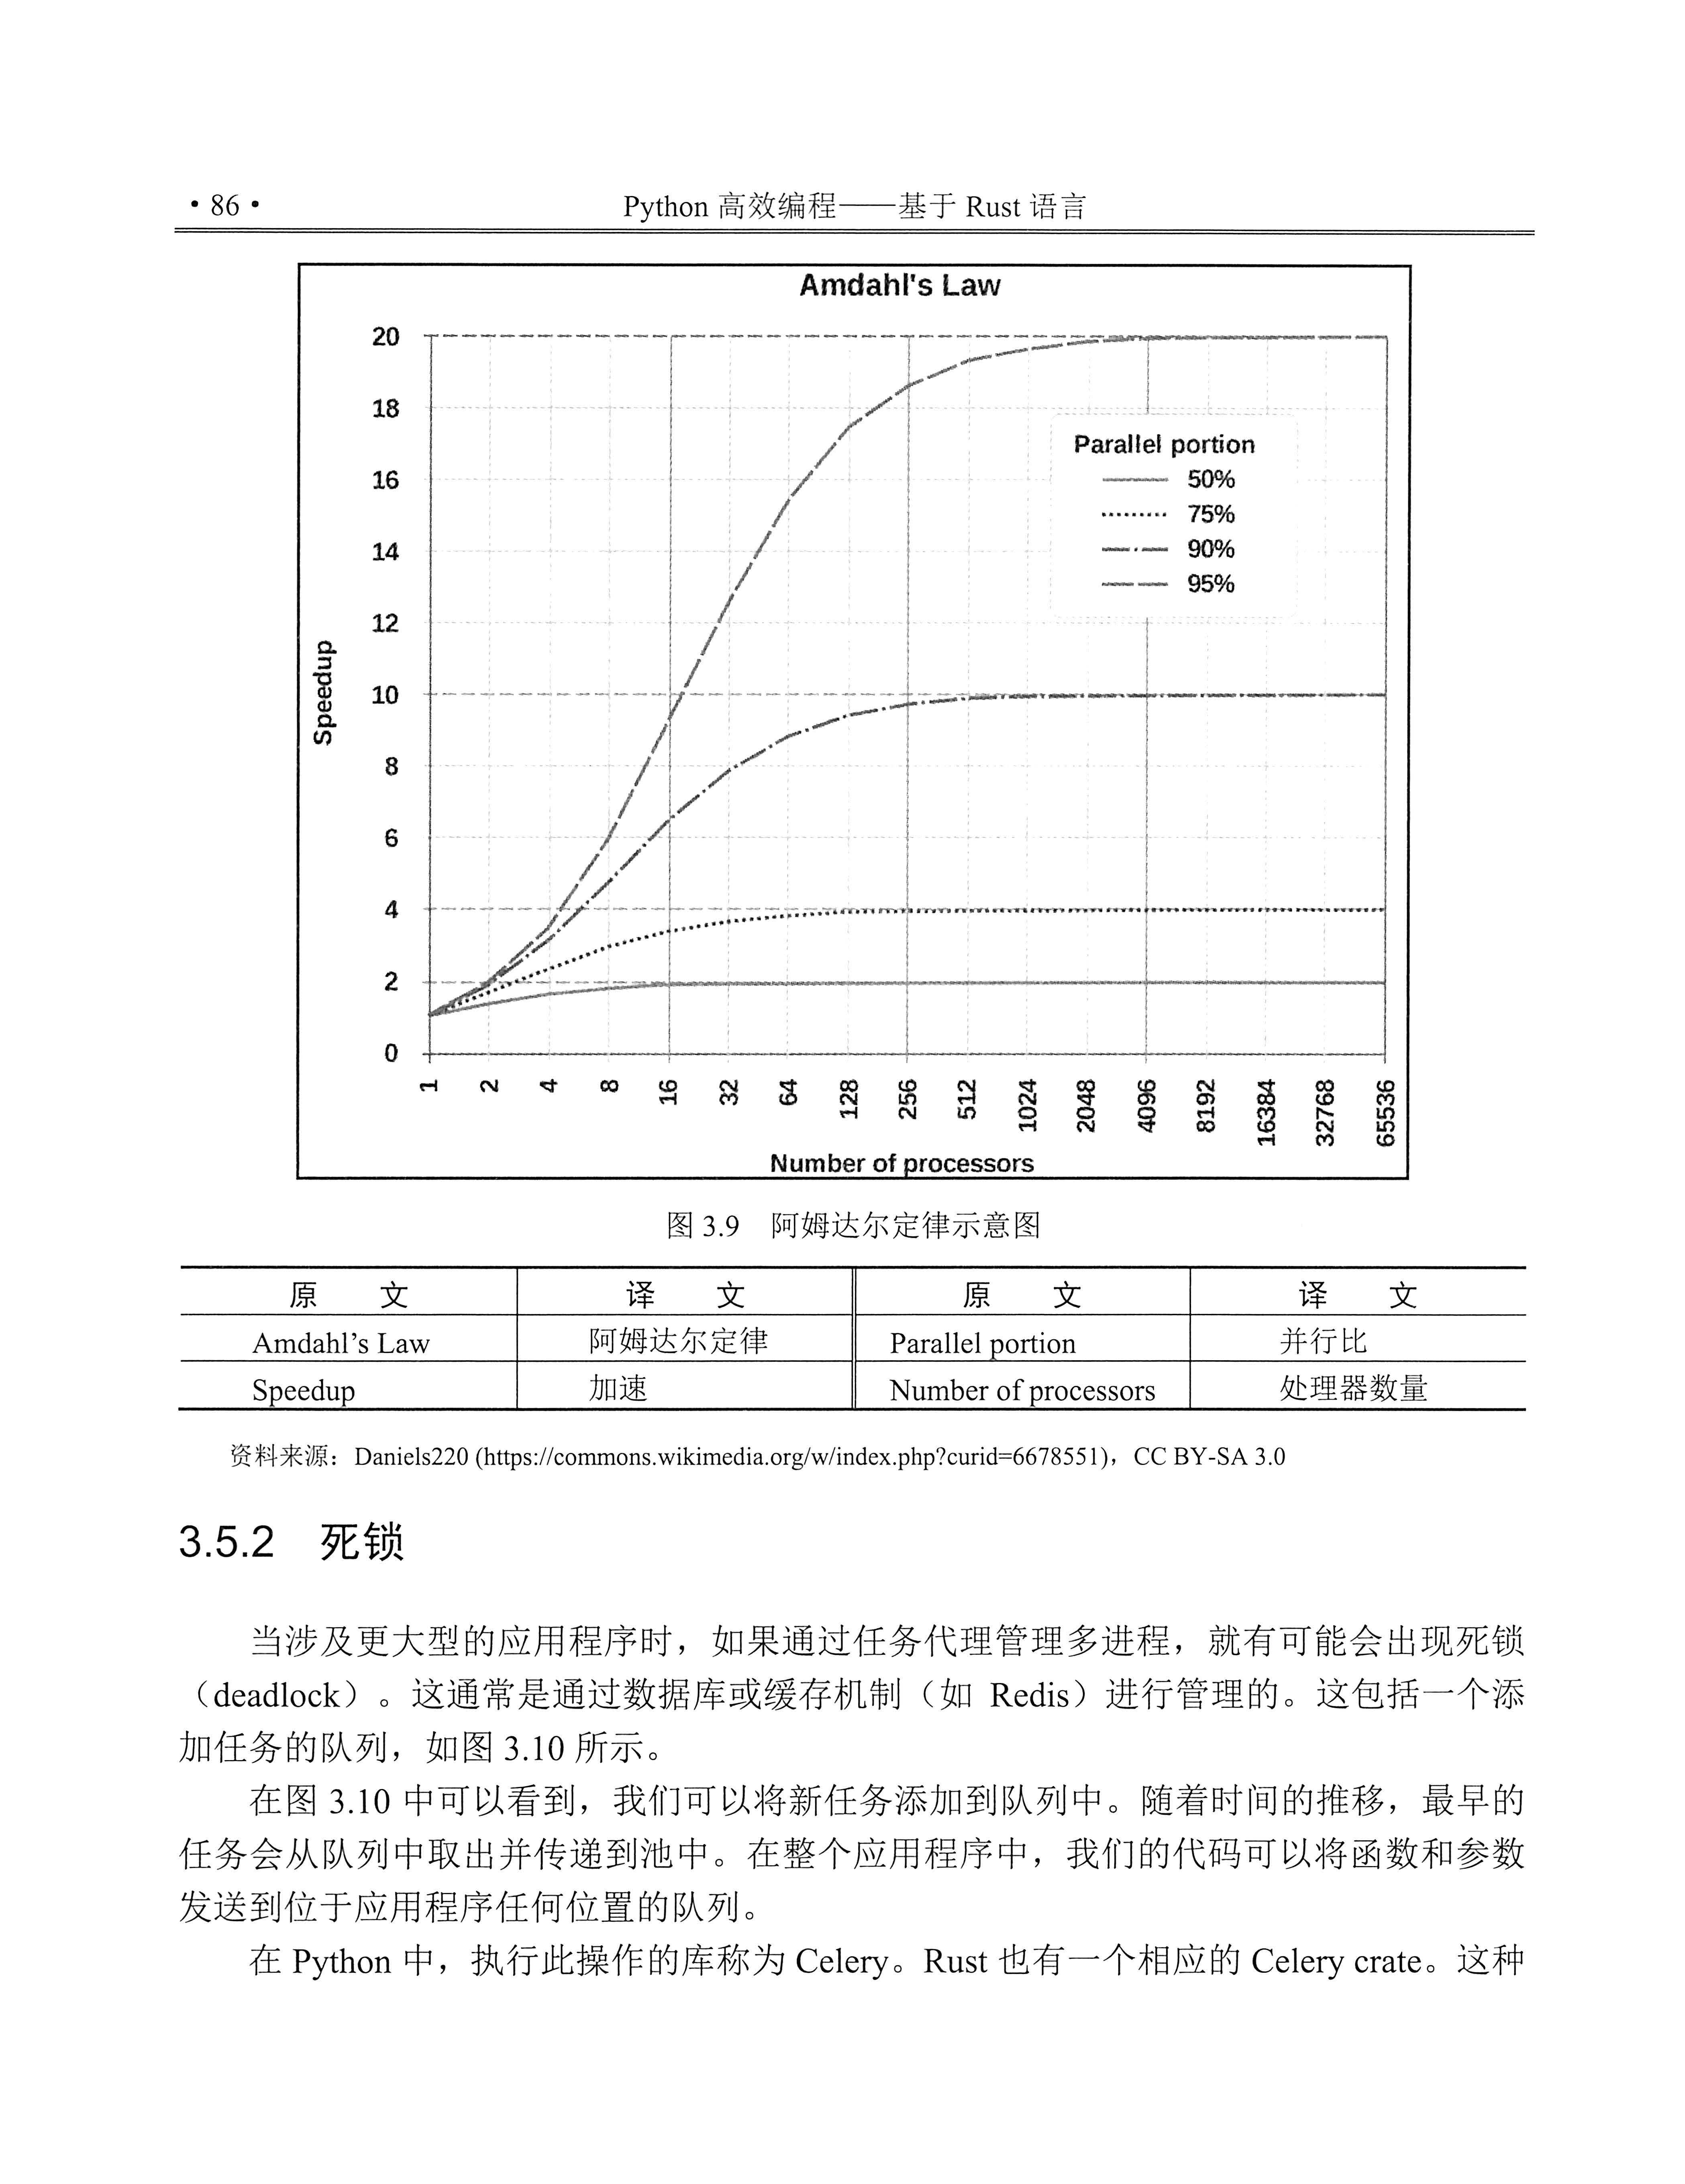 ·86·
Python 高效编程——基于 Rust 语言
Amdahl's Law
20
18
16
14
12
10
8
6
4
2
0
Speedup
Parallel portion
50%
75%
90%
95%
1
2
4
8
16
32
64
128
256
512
1024
2048
4096
8192
16384
32768
65536
Number of processors
图 3.9 阿姆达尔定律示意图
原 文 译 文 原 文 译 文
Amdahl’s Law 阿姆达尔定律 Parallel portion 并行比
Speedup 加速 Number of processors 处理器数量
资料来源：Daniels220 (https://commons.wikimedia.org/w/index.php?curid=6678551)，CC BY-SA 3.0
3.5.2 死锁
当涉及更大型的应用程序时，如果通过任务代理管理多进程，就有可能会出现死锁
（deadlock）。这通常是通过数据库或缓存机制（如 Redis）进行管理的。这包括一个添
加任务的队列，如图 3.10 所示。
在图 3.10 中可以看到，我们可以将新任务添加到队列中。随着时间的推移，最早的
任务会从队列中取出并传递到池中。在整个应用程序中，我们的代码可以将函数和参数
发送到位于应用程序任何位置的队列。
在 Python 中，执行此操作的库称为 Celery。Rust 也有一个相应的 Celery crate。这种